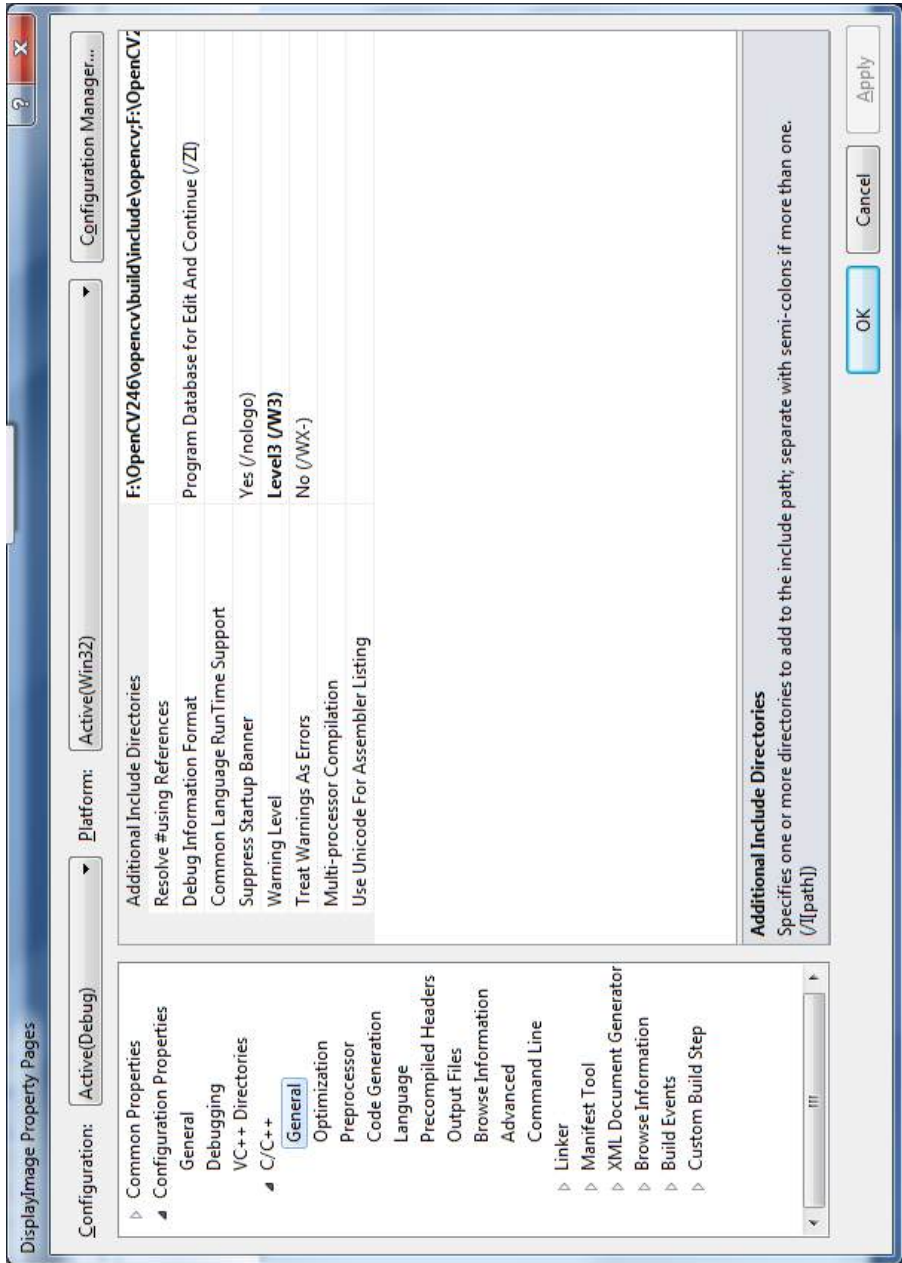 DisplayImage Property Pages
Configuration: Active(Debug) Platform: Active(Win32) Configuration Manager...
Common Properties
Configuration Properties
General
Debugging
VC++ Directories
C/C++
General
Optimization
Preprocessor
Code Generation
Language
Precompiled Headers
Output Files
Browse Information
Advanced
Command Line
Linker
Manifest Tool
XML Document Generator
Browse Information
Build Events
Custom Build Step
Additional Include Directories F:\OpenCV246\opencv\build\include\opencv;F:\OpenCV2
Resolve #using References
Debug Information Format Program Database for Edit And Continue (/ZI)
Common Language RunTime Support
Suppress Startup Banner Yes (/nologo)
Warning Level Level3 (/W3)
Treat Warnings As Errors No (/WX-)
Multi-processor Compilation
Use Unicode For Assembler Listing
Additional Include Directories
Specifies one or more directories to add to the include path; separate with semi-colons if more than one.
(/I[path])
OK Cancel Apply